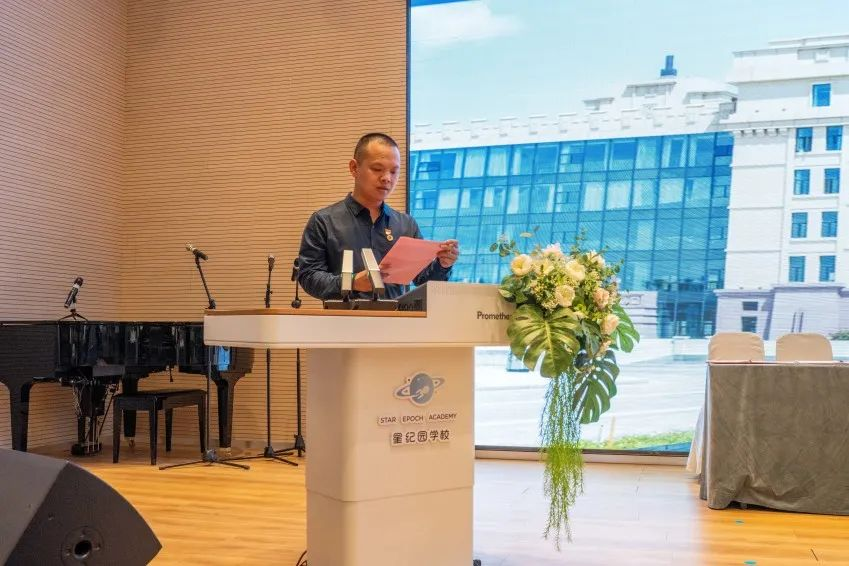 Promethe
STAR EPOCH ACADEMY
星纪园学校